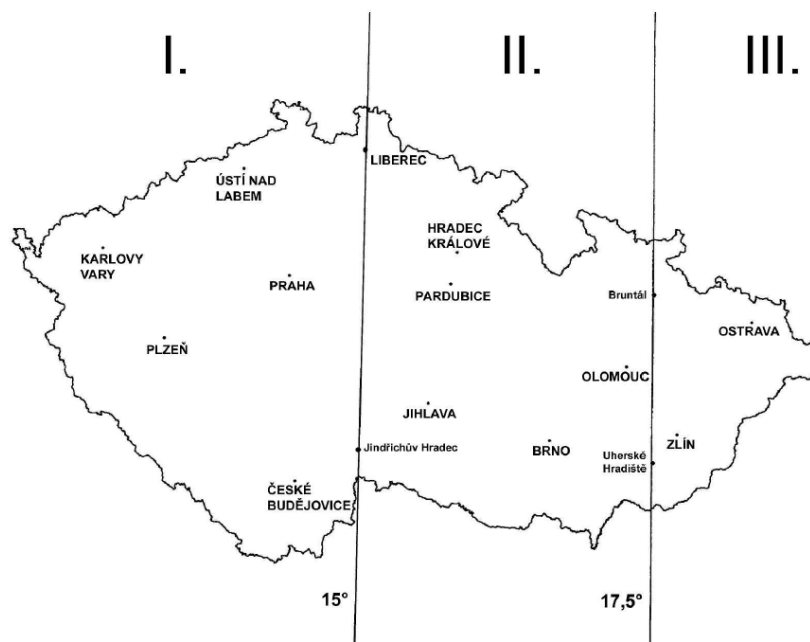 I.
II.
III.
LIBEREC
ÚSTÍ NAD
LABEM
HRADEC
KRÁLOVÉ
KARLOVY
VARY
PRAHA
PARDUBICE
Bruntál
OSTRAVA
PLZEŇ
OLOMOUC
JIHLAVA
Jindřichův Hradec
BRNO
ZLÍN
Uherské
Hradiště
ČESKÉ
BUDĚJOVICE
15°
17,5°